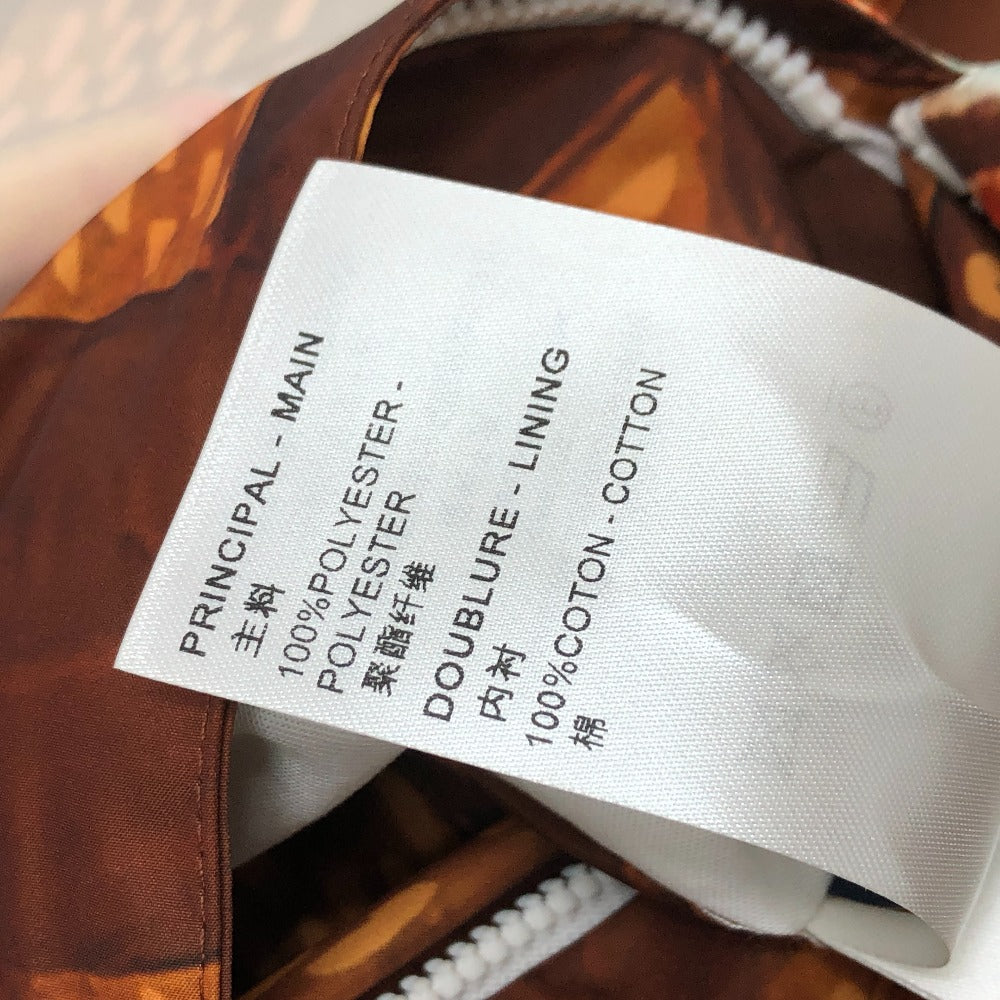 PRINCIPAL - MAIN
主料
100%POLYESTER -
POLYESTER
聚酯纤维
DOUBLURE - LINING
内衬
100%COTON - COTTON
棉